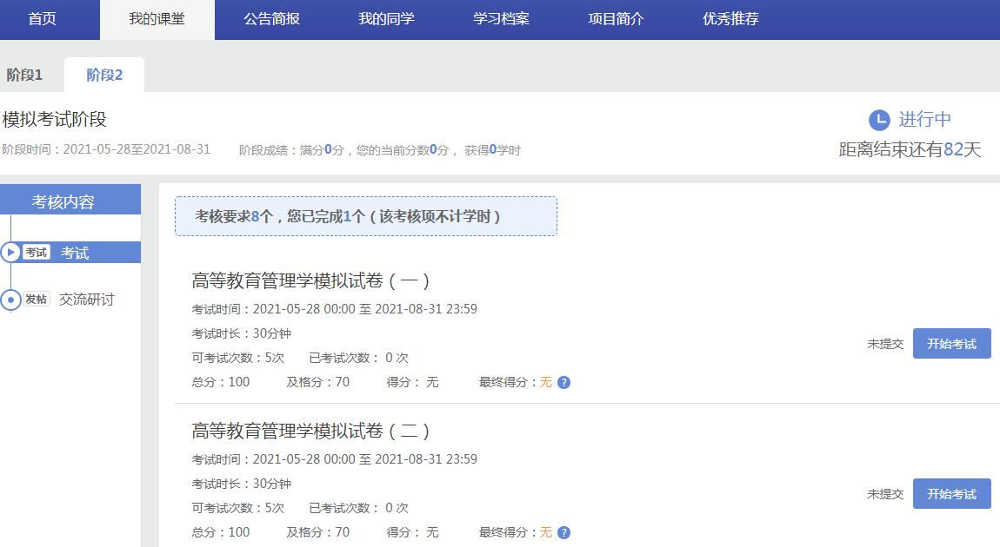 首页 我的课堂 公告简报 我的同学 学习档案 项目简介 优秀推荐
阶段1 阶段2
模拟考试阶段
进行中
阶段时间：2021-05-28至2021-08-31 阶段成绩：满分0分，您的当前分数0分， 获得0学时
距离结束还有82天
考核内容
考试 考试
发帖 交流研讨
考核要求8个，您已完成1个（该考核项不计学时）
高等教育管理学模拟试卷（一）
考试时间：2021-05-28 00:00 至 2021-08-31 23:59
考试时长：30分钟
未提交 开始考试
可考试次数：5次 已考试次数： 0 次
总分：100 及格分：70 得分： 无 最终得分：无 ?
高等教育管理学模拟试卷（二）
考试时间：2021-05-28 00:00 至 2021-08-31 23:59
考试时长：30分钟
未提交 开始考试
可考试次数：5次 已考试次数： 0 次
总分：100 及格分：70 得分： 无 最终得分：无 ?